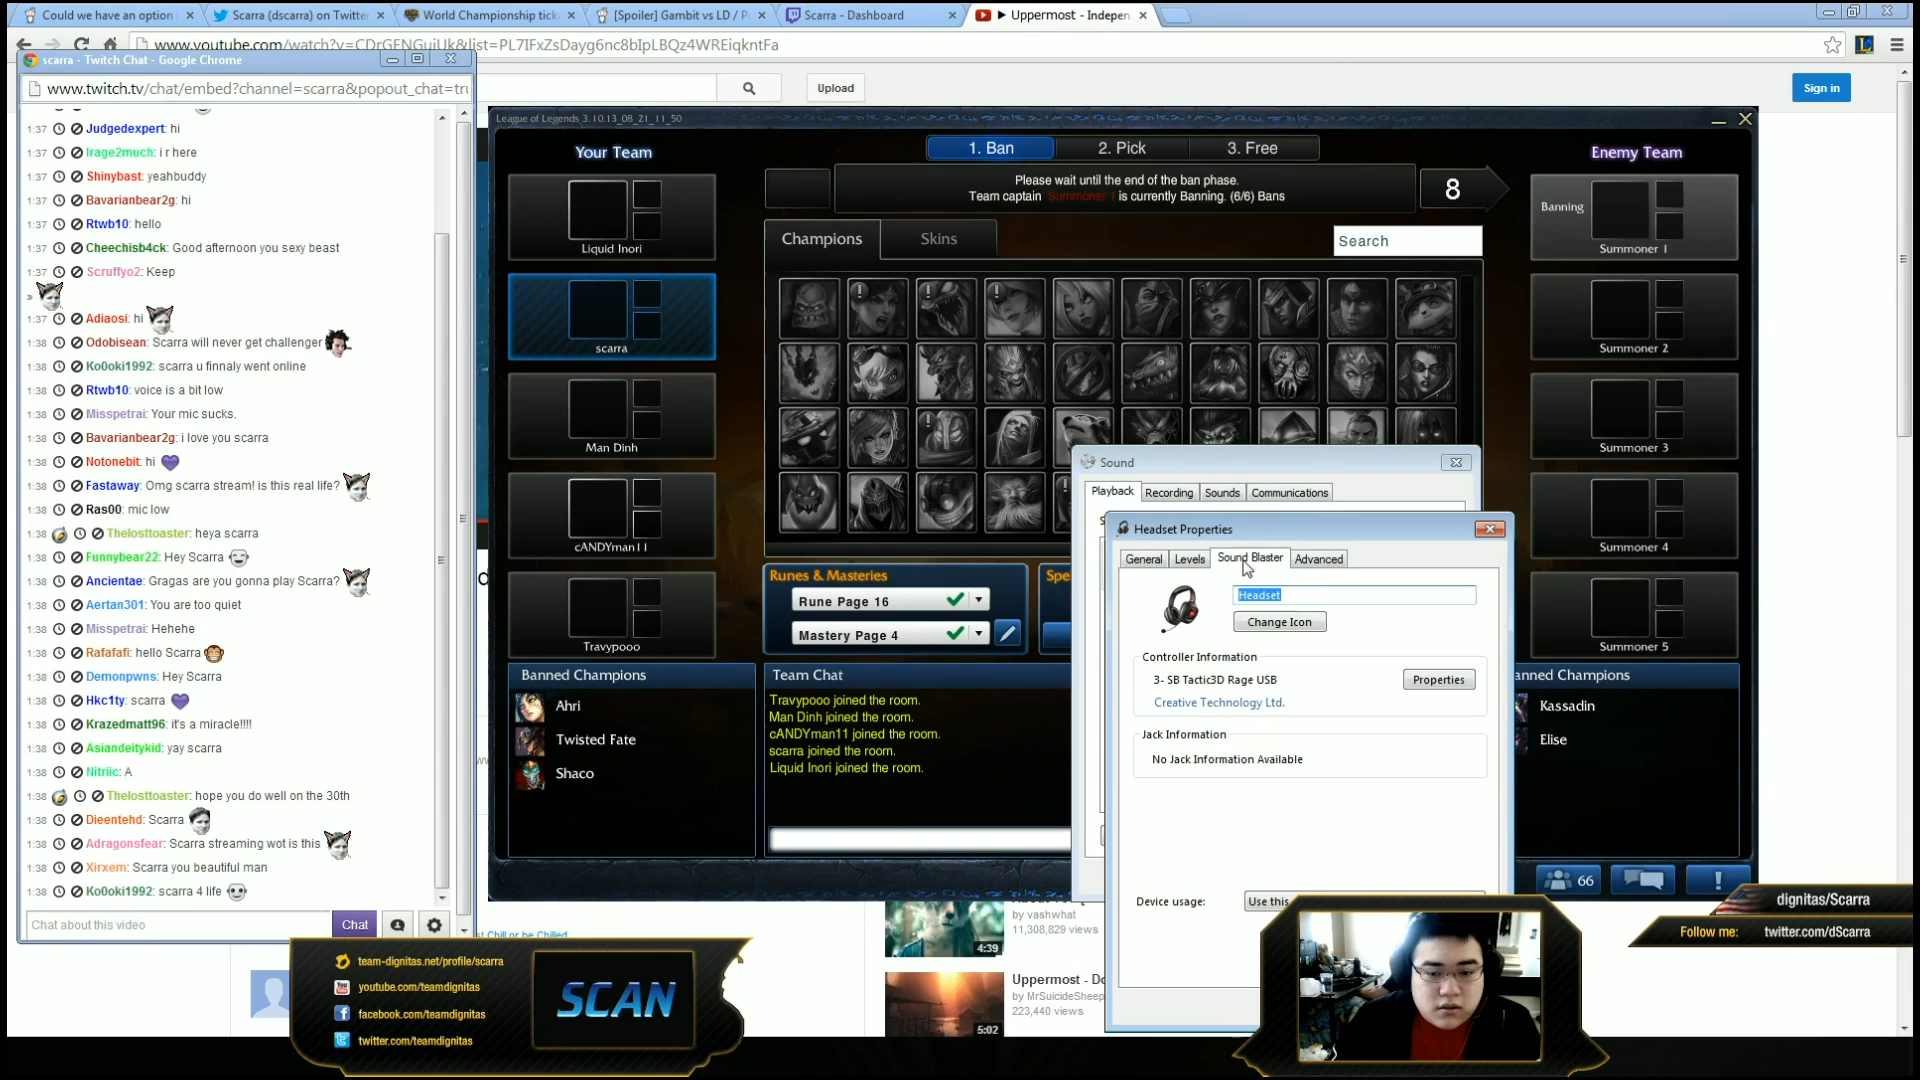 Could we have an option
Scarra (dscarra) on Twitter
World Championship tick
[Spoiler] Gambit vs LD / P
Scarra - Dashboard
Uppermost - Indepen
www.youtube.com/watch?v=CDrGFNGuiUk&list=PL7IFxZsDayg6nc8bIpLBQz4WREiqkntFa
scarra - Twitch Chat - Google Chrome
www.twitch.tv/chat/embed?channel=scarra&popout_chat=tru
Upload
Sign in
1:37 Judgedexpert: hi
1:37 Irage2much: i r here
1:37 Shinybast: yeahbuddy
1:37 Bavarianbear2g: hi
1:37 Rtwb10: hello
1:37 Cheechisb4ck: Good afternoon you sexy beast
1:37 Scruffyo2: Keep
»
1:37 Adiaosi: hi
1:38 Odobisean: Scarra will never get challenger
1:38 Ko0oki1992: scarra u finnaly went online
1:38 Rtwb10: voice is a bit low
1:38 Misspetrai: Your mic sucks.
1:38 Bavarianbear2g: i love you scarra
1:38 Notonebit: hi
1:38 Fastaway: Omg scarra stream! is this real life?
1:38 Ras00: mic low
1:38 Thelosttoaster: heya scarra
1:38 Funnybear22: Hey Scarra
1:38 Ancientae: Gragas are you gonna play Scarra?
1:38 Aertan301: You are too quiet
1:38 Misspetrai: Hehehe
1:38 Rafafafi: hello Scarra
1:38 Demonpwns: Hey Scarra
1:38 Hkc1ty: scarra
1:38 Krazedmatt96: it's a miracle!!!!
1:38 Asiandeitykid: yay scarra
1:38 Nitriic: A
1:38 Thelosttoaster: hope you do well on the 30th
1:38 Dieentehd: Scarra
1:38 Adragonsfear: Scarra streaming wot is this
1:38 Xirxem: Scarra you beautiful man
1:38 Ko0oki1992: scarra 4 life
Chat about this video
Chat
League of Legends 3.10.13_08_21_11_50
Your Team
1. Ban
2. Pick
3. Free
Enemy Team
Please wait until the end of the ban phase.
Team captain Summoner 1 is currently Banning. (6/6) Bans
8
Champions
Skins
Search
Liquid Inori
scarra
Man Dinh
cANDYman11
Travypooo
Banning
Summoner 1
Summoner 2
Summoner 3
Summoner 4
Summoner 5
Runes & Masteries
Spe
Rune Page 16
Mastery Page 4
Banned Champions
Ahri
Twisted Fate
Shaco
Team Chat
Travypooo joined the room.
Man Dinh joined the room.
cANDYman11 joined the room.
scarra joined the room.
Liquid Inori joined the room.
anned Champions
Kassadin
Elise
66
Sound
Playback
Recording
Sounds
Communications
Headset Properties
General
Levels
Sound Blaster
Advanced
Headset
Change Icon
Controller Information
3- SB Tactic3D Rage USB
Properties
Creative Technology Ltd.
Jack Information
No Jack Information Available
Device usage:
Use this
st Chill or be Chilled
by vashwhat
11,308,829 views
4:39
Uppermost - Do
by MrSuicideSheep
223,440 views
5:02
team-dignitas.net/profile/scarra
youtube.com/teamdignitas
facebook.com/teamdignitas
twitter.com/teamdignitas
SCAN
dignitas/Scarra
Follow me: twitter.com/dScarra